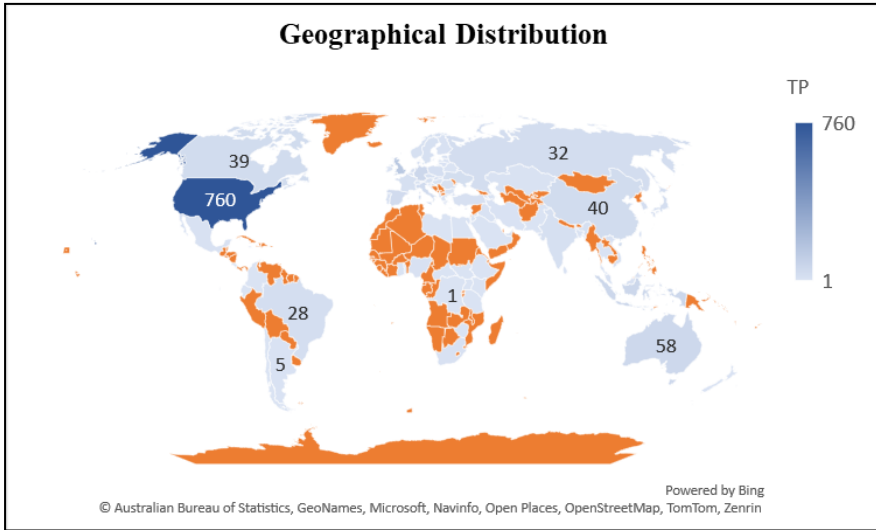 Geographical Distribution
TP
760
1
39
32
760
40
1
28
58
5
Powered by Bing
© Australian Bureau of Statistics, GeoNames, Microsoft, Navinfo, Open Places, OpenStreetMap, TomTom, Zenrin